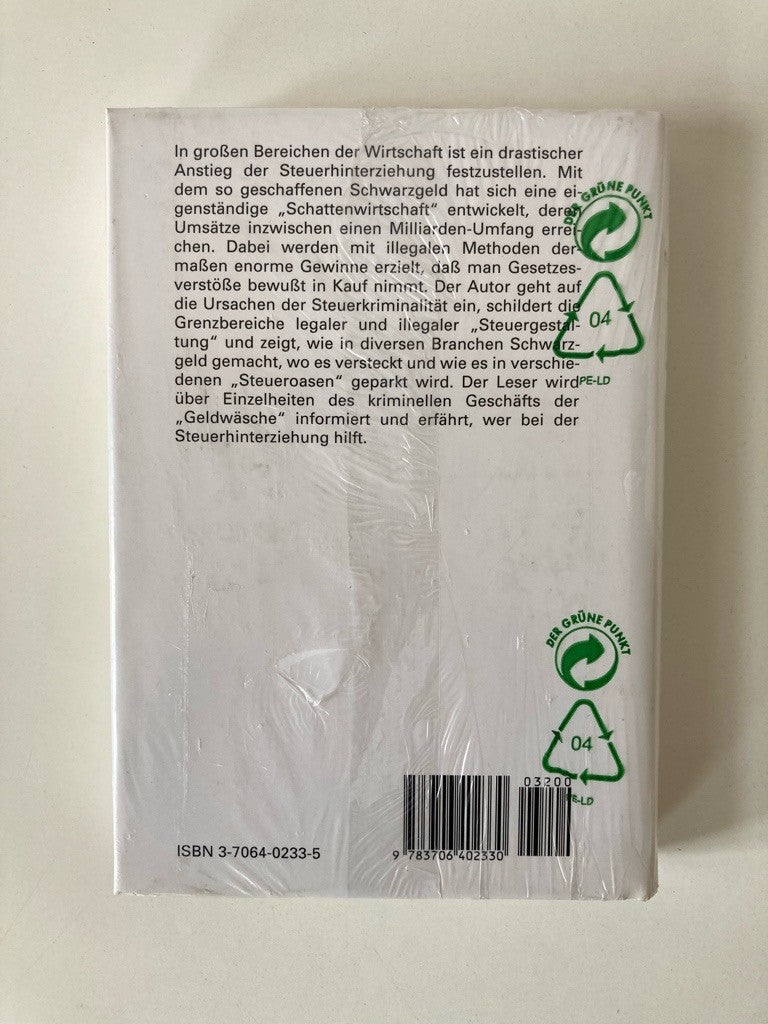 In großen Bereichen der Wirtschaft ist ein drastischer
Anstieg der Steuerhinterziehung festzustellen. Mit
dem so geschaffenen Schwarzgeld hat sich eine ei-
genständige „Schattenwirtschaft“ entwickelt, deren
Umsätze inzwischen einen Milliarden-Umfang errei-
chen. Dabei werden mit illegalen Methoden der-
maßen enorme Gewinne erzielt, daß man Gesetzes-
verstöße bewußt in Kauf nimmt. Der Autor geht auf
die Ursachen der Steuerkriminalität ein, schildert die
Grenzbereiche legaler und illegaler „Steuergestal-
tung“ und zeigt, wie in diversen Branchen Schwarz-
geld gemacht, wo es versteckt und wie es in verschie-
denen „Steueroasen“ geparkt wird. Der Leser wird
über Einzelheiten des kriminellen Geschäfts der
„Geldwäsche“ informiert und erfährt, wer bei der
Steuerhinterziehung hilft.
DER GRÜNE PUNKT
04
PE-LD
DER GRÜNE PUNKT
04
PE-LD
03200
ISBN 3-7064-0233-5
9 783706 402330